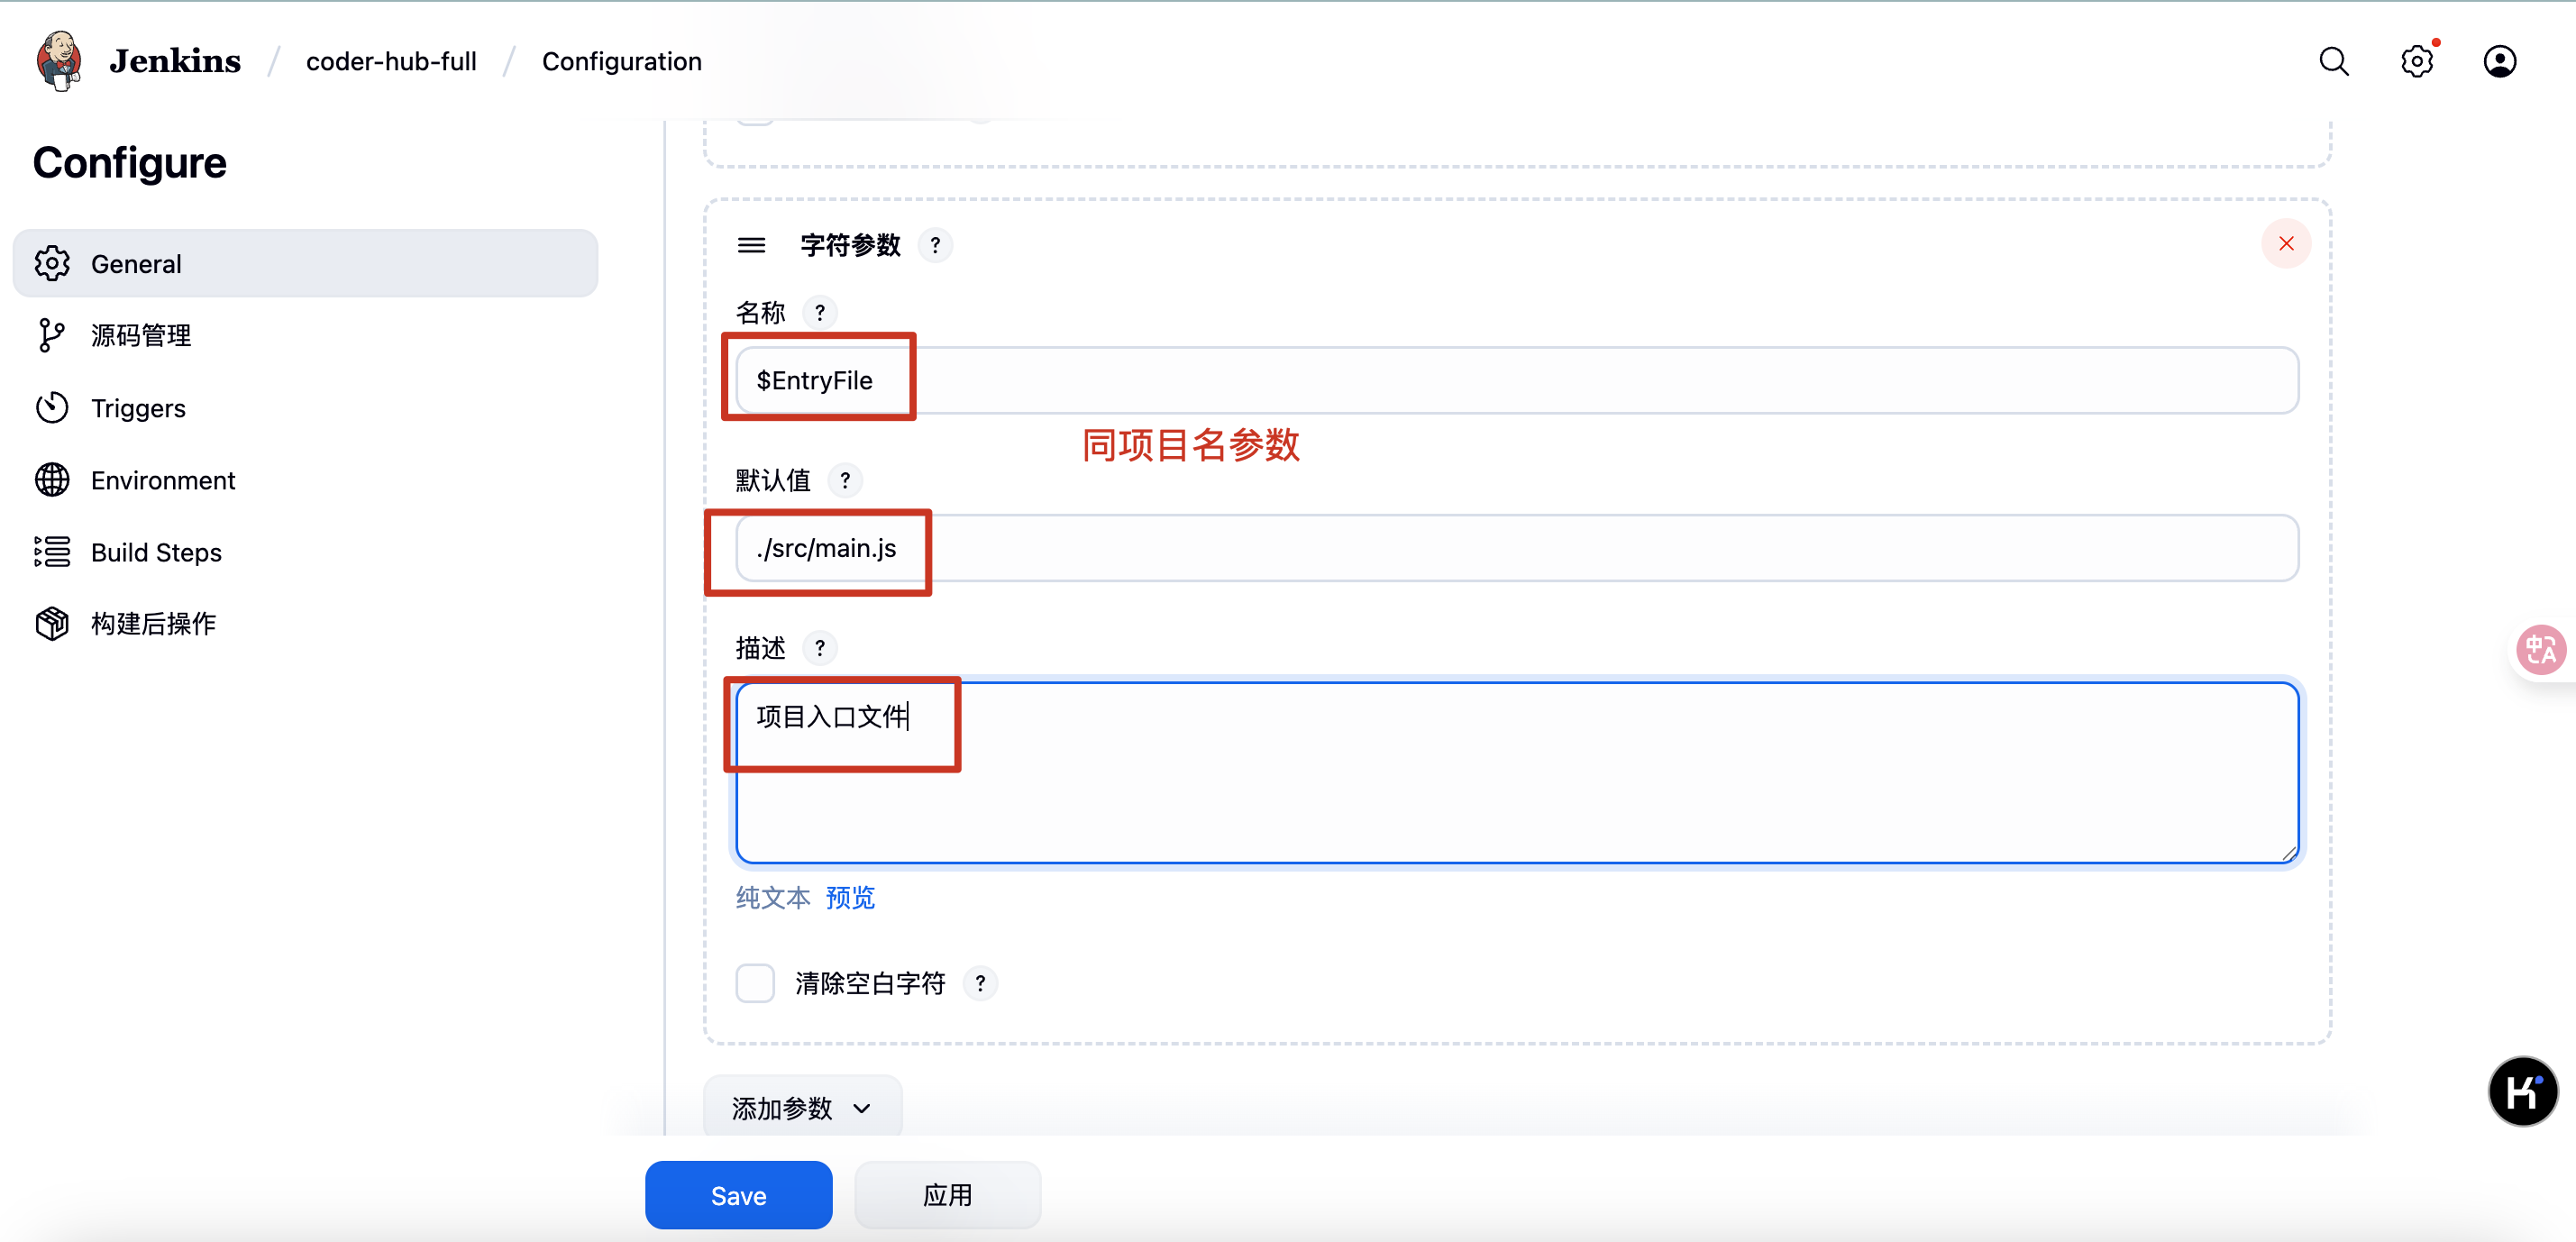 Jenkins / coder-hub-full / Configuration
Configure
General
源码管理
Triggers
Environment
Build Steps
构建后操作
字符参数 ?
名称 ?
$EntryFile
同项目名参数
默认值 ?
./src/main.js
描述 ?
项目入口文件
纯文本 预览
清除空白字符 ?
添加参数
Save 应用
中A
K